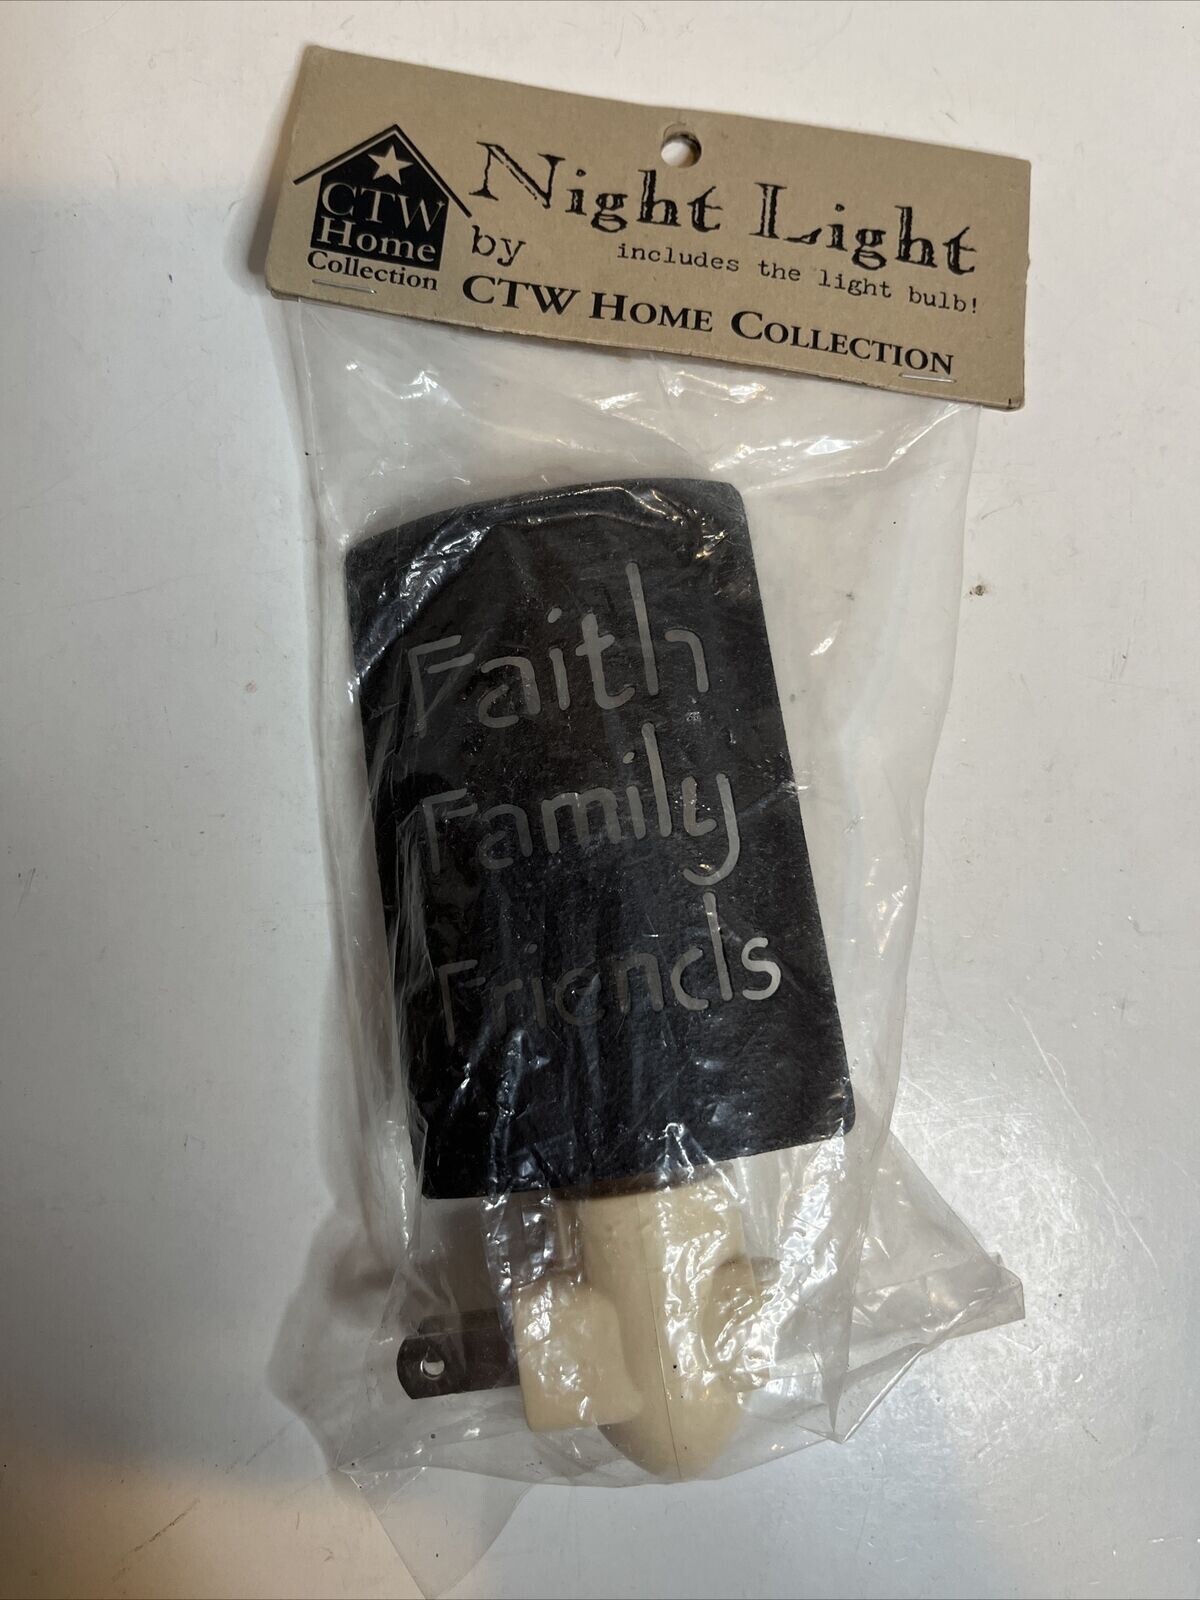 CTW
Home
Collection
Night Light
by
includes the light bulb!
CTW HOME COLLECTION
Faith
Family
Friends